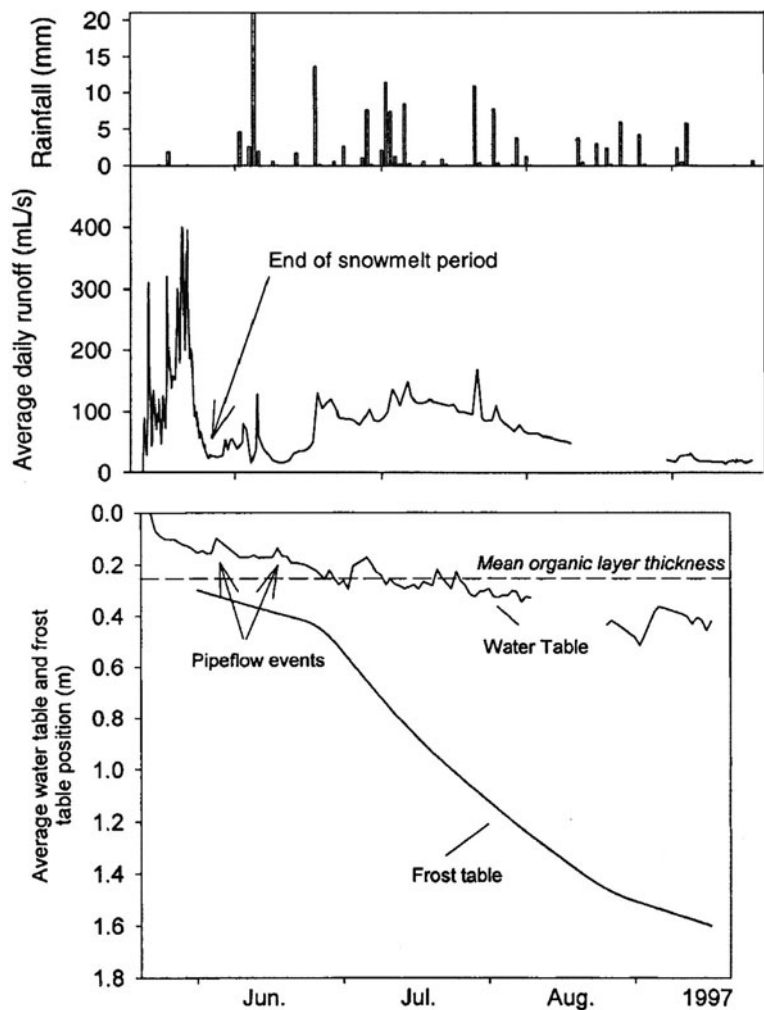 Rainfall (mm)
20
15
10
5
0
Average daily runoff (mL/s)
400
300
200
100
0
End of snowmelt period
Average water table and frost
table position (m)
0.0
0.2
0.4
0.6
0.8
1.0
1.2
1.4
1.6
1.8
Mean organic layer thickness
Pipeflow events
Water Table
Frost table
Jun. Jul. Aug. 1997